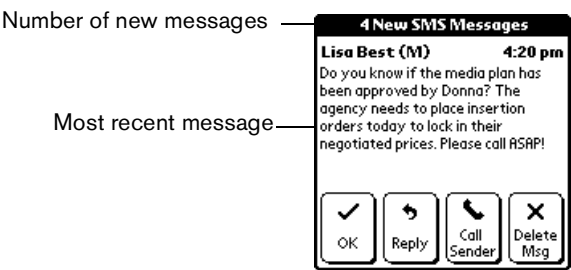 Number of new messages
4 New SMS Messages
Lisa Best (M) 4:20 pm
Do you know if the media plan has
been approved by Donna? The
agency needs to place insertion
orders today to lock in their
negotiated prices. Please call ASAP!
Most recent message
OK
Reply
Call
Sender
Delete
Msg